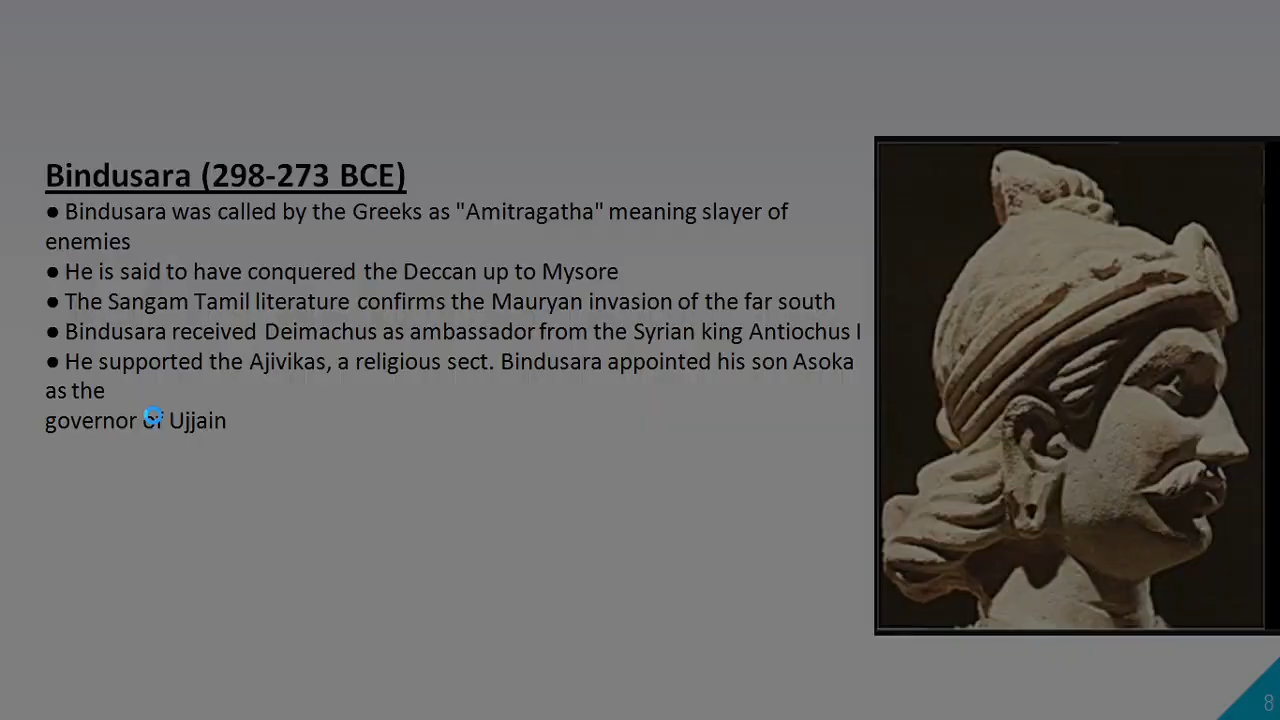 Bindusara (298-273 BCE)
● Bindusara was called by the Greeks as "Amitragatha" meaning slayer of
enemies
● He is said to have conquered the Deccan up to Mysore
● The Sangam Tamil literature confirms the Mauryan invasion of the far south
● Bindusara received Deimachus as ambassador from the Syrian king Antiochus I
● He supported the Ajivikas, a religious sect. Bindusara appointed his son Asoka
as the
governor of Ujjain
8